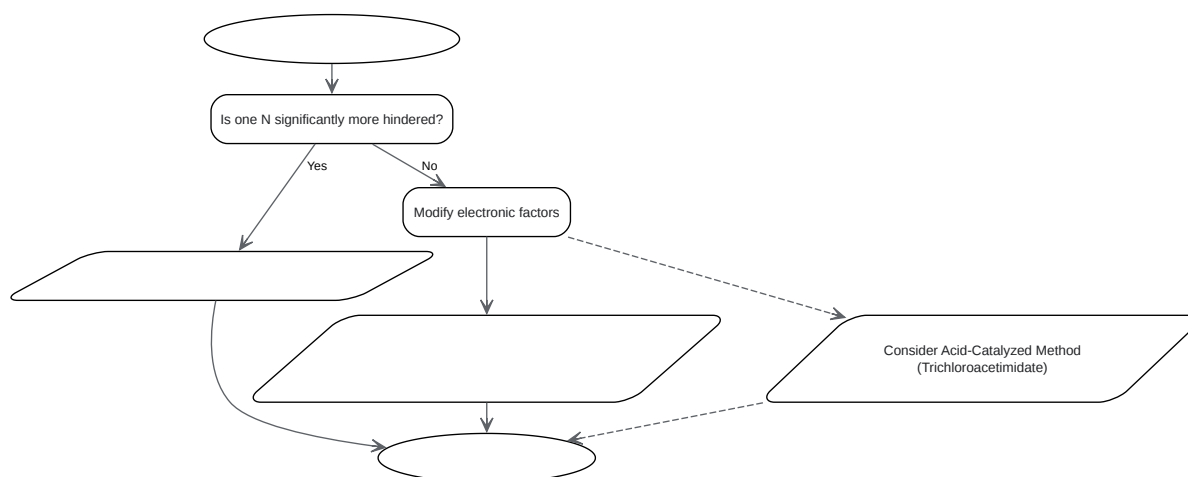 Is one N significantly more hindered?
Yes
No
Modify electronic factors
Consider Acid-Catalyzed Method
(Trichloroacetimidate)